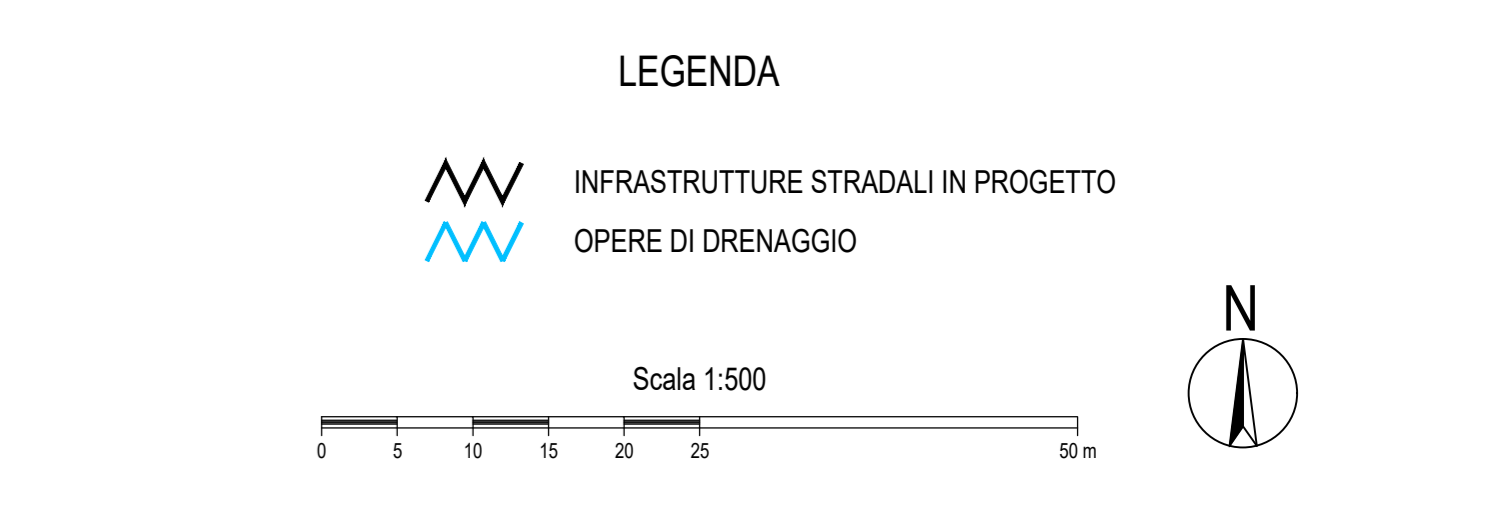 LEGENDA
INFRASTRUTTURE STRADALI IN PROGETTO
OPERE DI DRENAGGIO
N
Scala 1:500
0 5 10 15 20 25 50 m